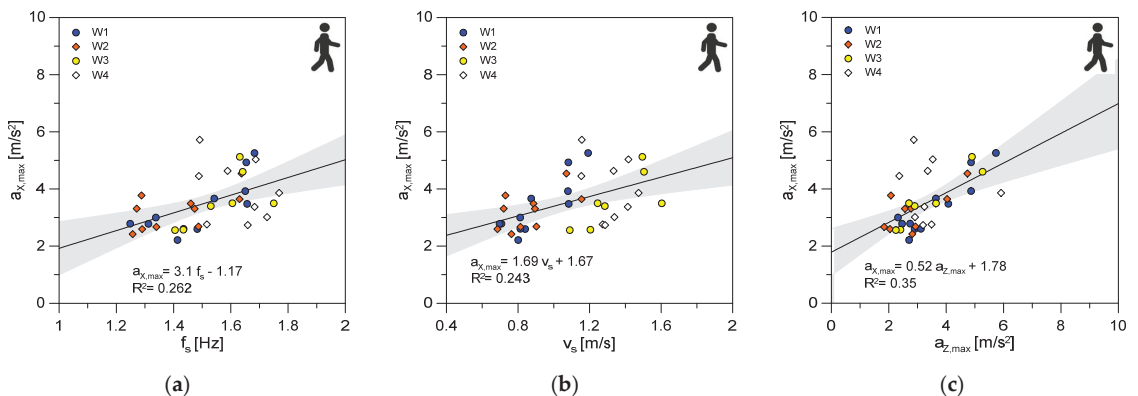 10
8
6
4
2
0
a_X,max [m/s²]
W1
W2
W3
W4
a_X,max = 3.1 f_s - 1.17
R² = 0.262
1 1.2 1.4 1.6 1.8 2
f_s [Hz]
(a)
10
8
6
4
2
0
a_X,max [m/s²]
W1
W2
W3
W4
a_X,max = 1.69 v_s + 1.67
R² = 0.243
0.4 0.8 1.2 1.6 2
v_s [m/s]
(b)
10
8
6
4
2
0
a_X,max [m/s²]
W1
W2
W3
W4
a_X,max = 0.52 a_Z,max + 1.78
R² = 0.35
0 2 4 6 8 10
a_Z,max [m/s²]
(c)